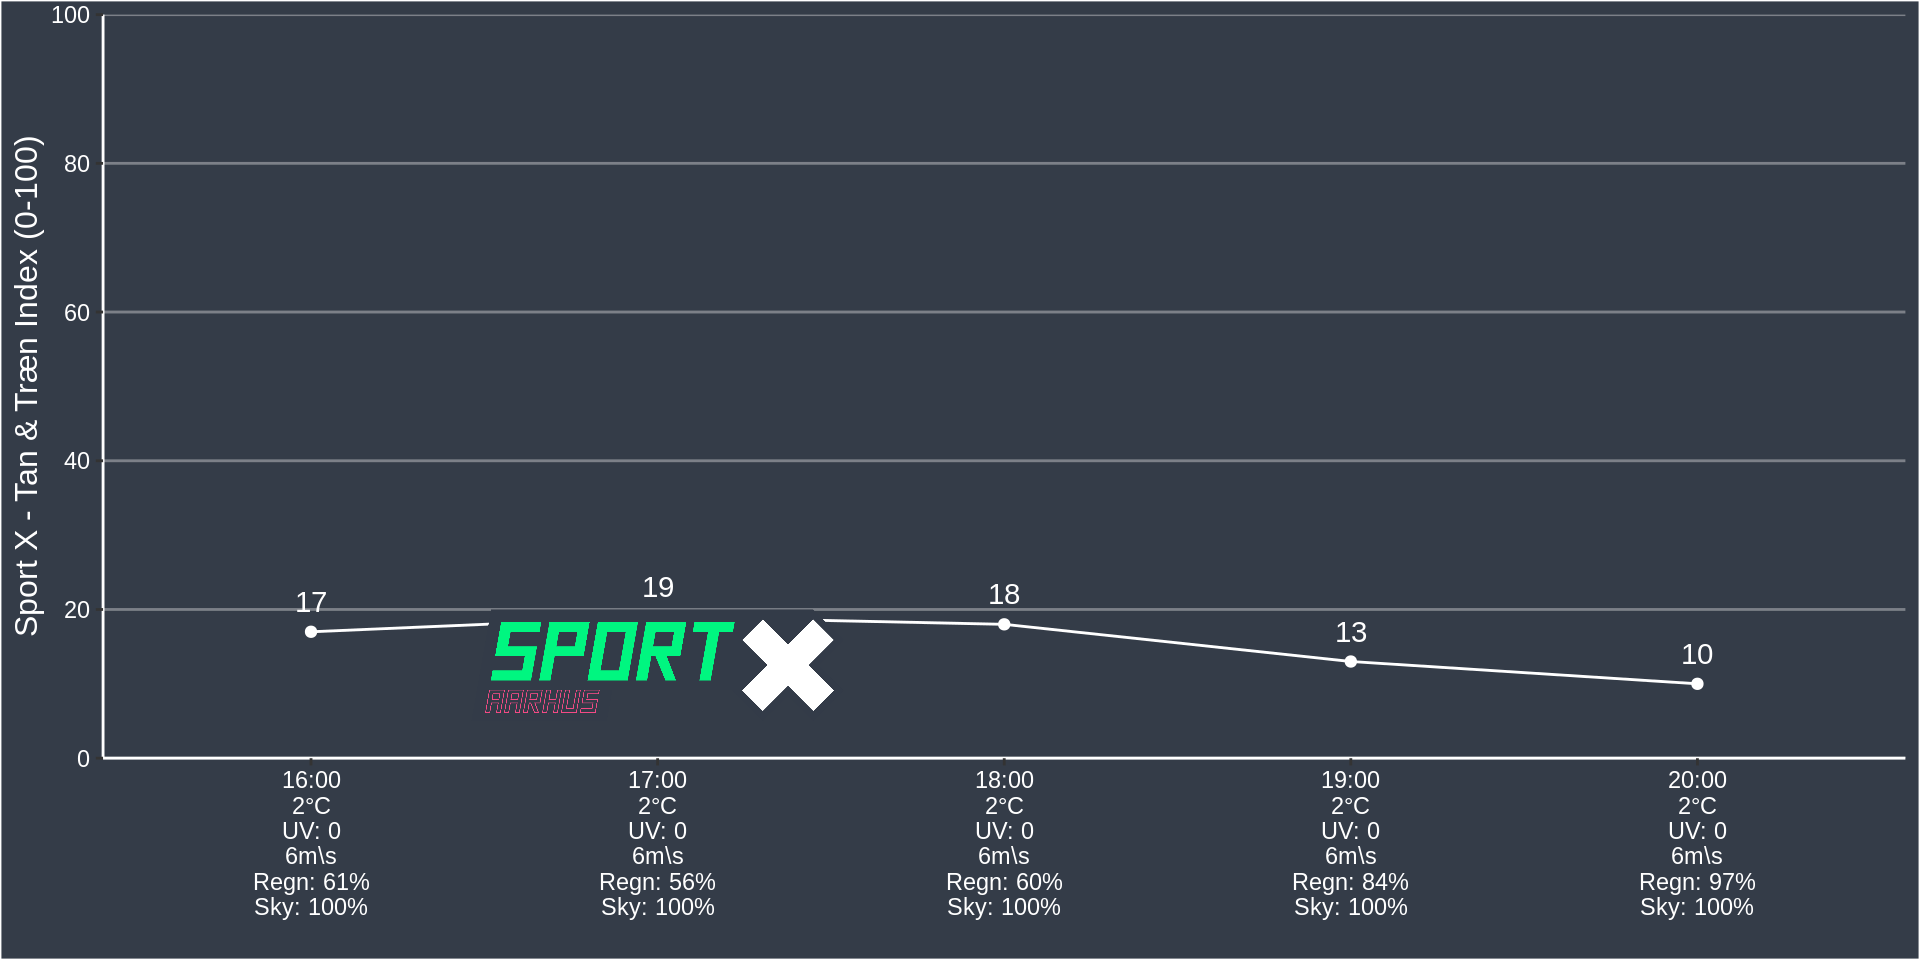 Sport X - Tan & Træn Index (0-100)
100
80
60
40
20
0
17
19
18
13
10
SPORT X
AARHUS
16:00
2°C
UV: 0
6m\s
Regn: 61%
Sky: 100%
17:00
2°C
UV: 0
6m\s
Regn: 56%
Sky: 100%
18:00
2°C
UV: 0
6m\s
Regn: 60%
Sky: 100%
19:00
2°C
UV: 0
6m\s
Regn: 84%
Sky: 100%
20:00
2°C
UV: 0
6m\s
Regn: 97%
Sky: 100%